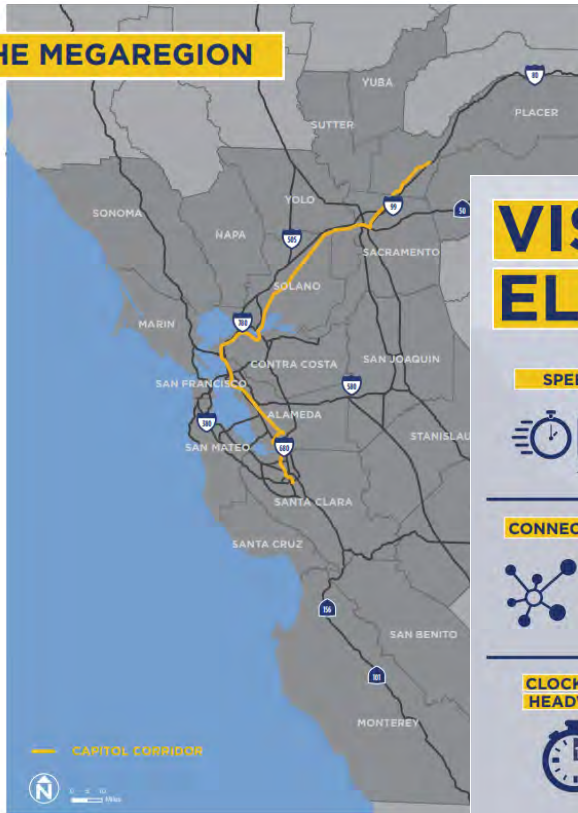 HE MEGAREGION
YUBA
80
PLACER
SUTTER
YOLO
99
50
SONOMA
NAPA
505
SACRAMENTO
SOLANO
VIS
EL
MARIN
780
CONTRA COSTA
SAN JOAQUIN
SAN FRANCISCO
580
SPE
ALAMEDA
380
SAN MATEO
680
STANISLAU
SANTA CLARA
CONNEC
SANTA CRUZ
156
SAN BENITO
101
CLOCK
HEADW
MONTEREY
CAPITOL CORRIDOR
N
Miles